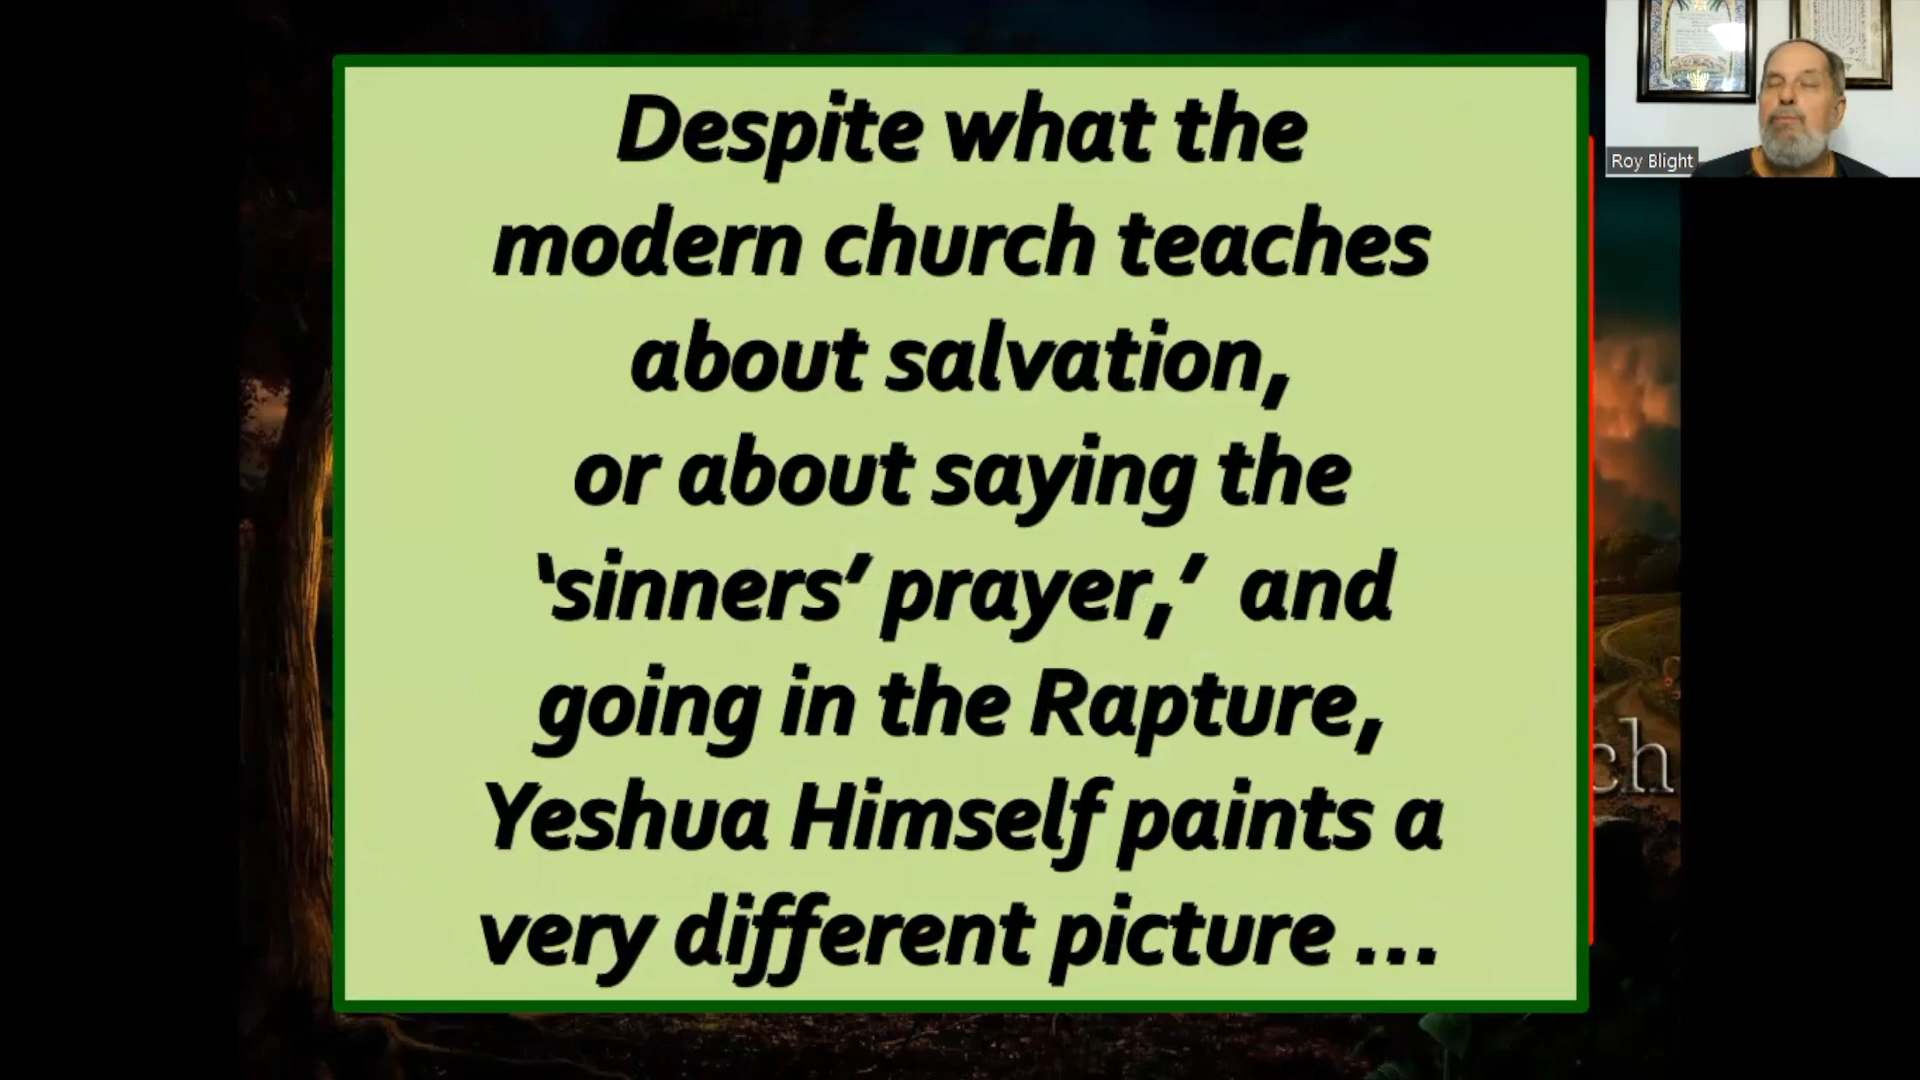 Despite what the
modern church teaches
about salvation,
or about saying the
‘sinners’ prayer,’ and
going in the Rapture,
Yeshua Himself paints a
very different picture ...
Roy Blight
ch